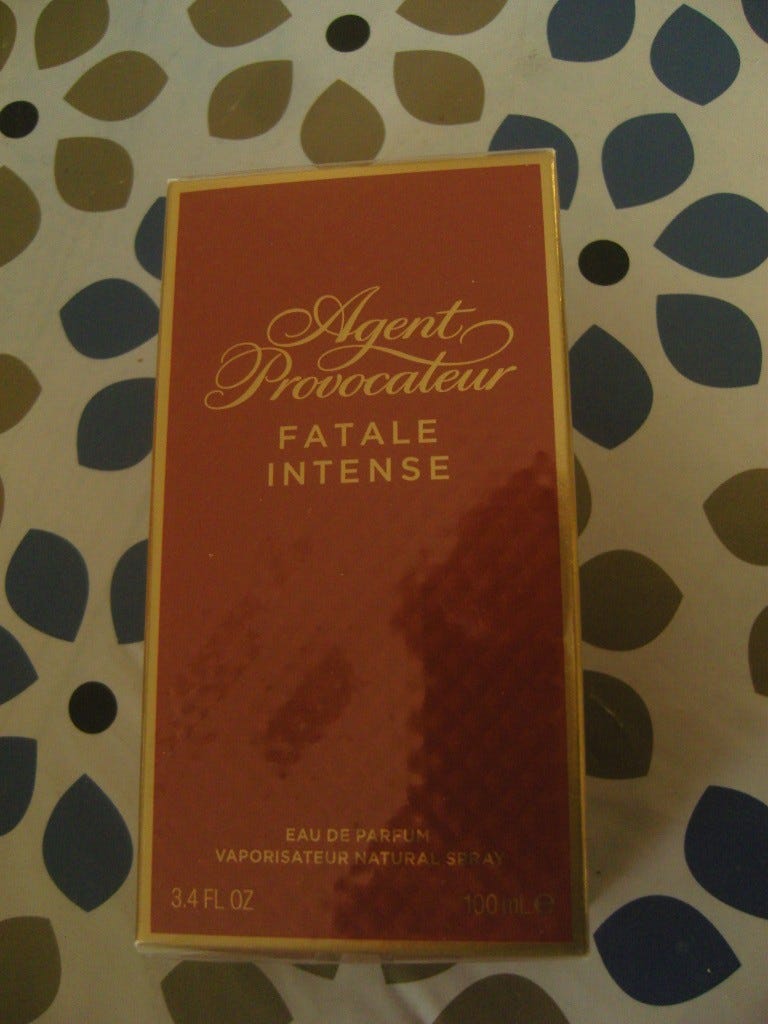 Agent
Provocateur
FATALE
INTENSE
EAU DE PARFUM
VAPORISATEUR NATURAL SPRAY
3.4 FL OZ 100 mL ℮